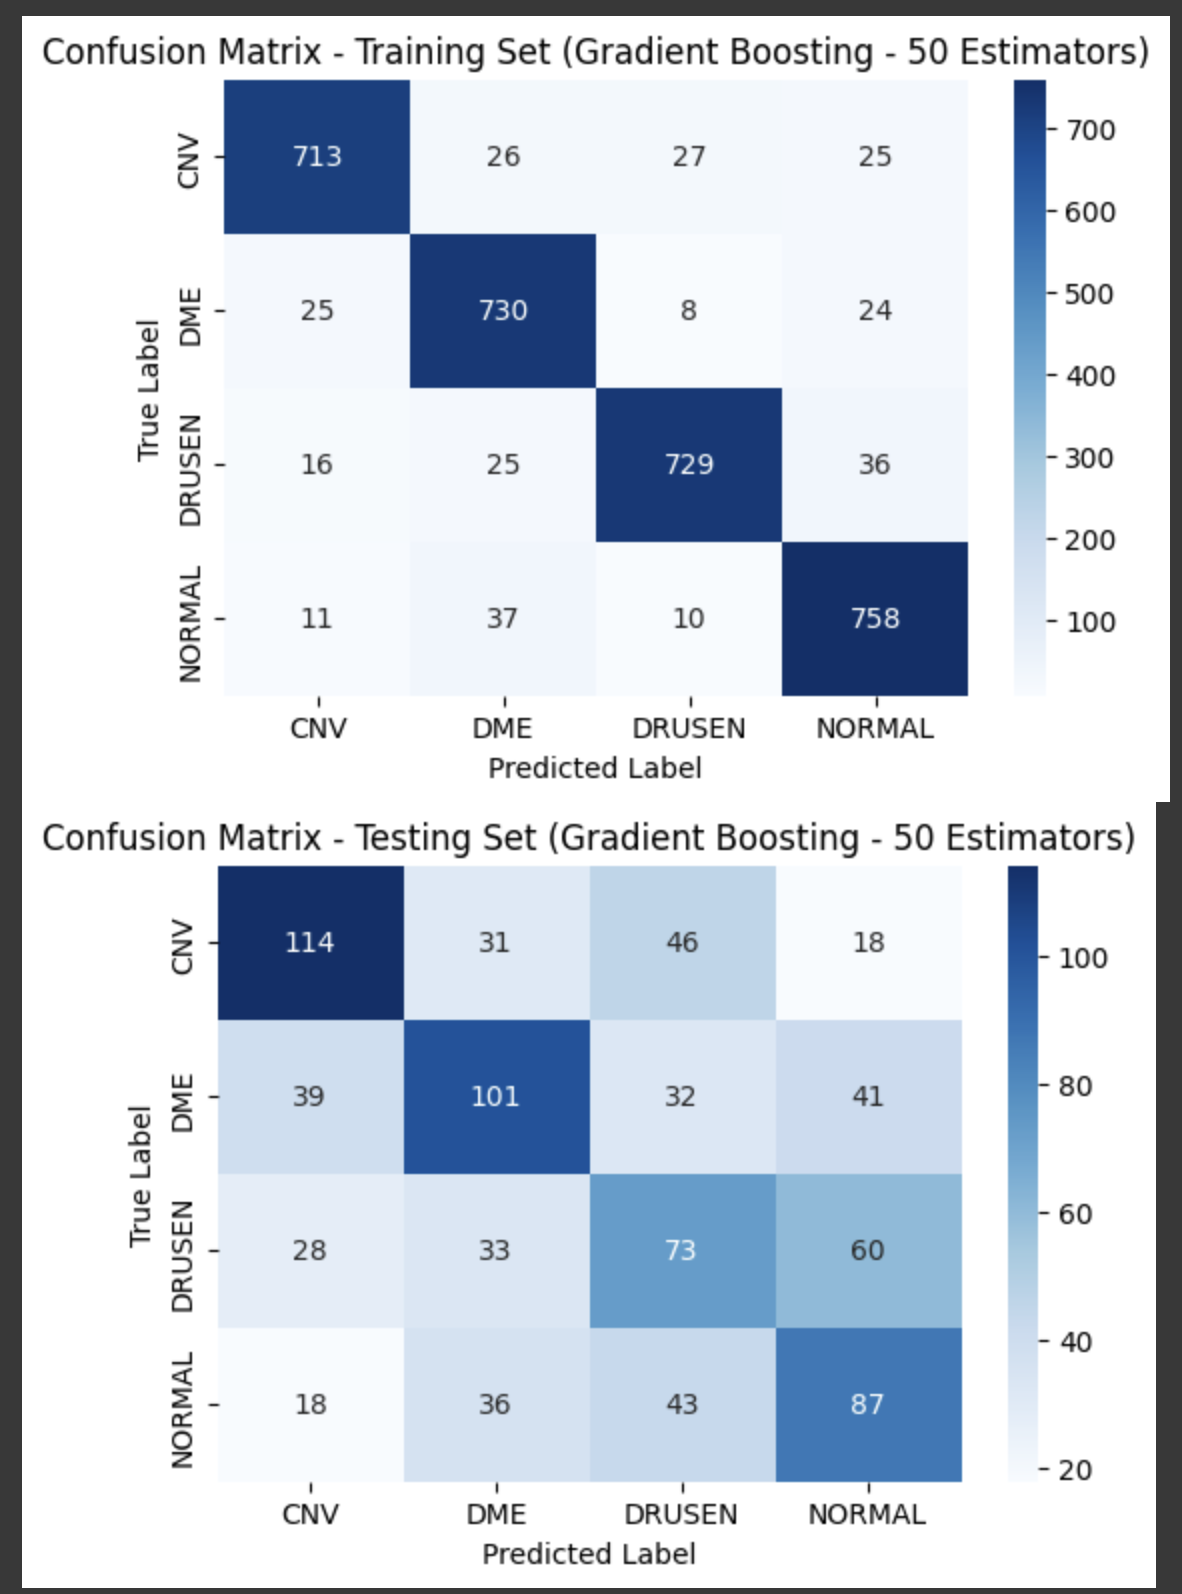 Confusion Matrix - Training Set (Gradient Boosting - 50 Estimators)
True Label
CNV 713 26 27 25
DME 25 730 8 24
DRUSEN 16 25 729 36
NORMAL 11 37 10 758
CNV DME DRUSEN NORMAL
Predicted Label
700
600
500
400
300
200
100
Confusion Matrix - Testing Set (Gradient Boosting - 50 Estimators)
True Label
CNV 114 31 46 18
DME 39 101 32 41
DRUSEN 28 33 73 60
NORMAL 18 36 43 87
CNV DME DRUSEN NORMAL
Predicted Label
100
80
60
40
20